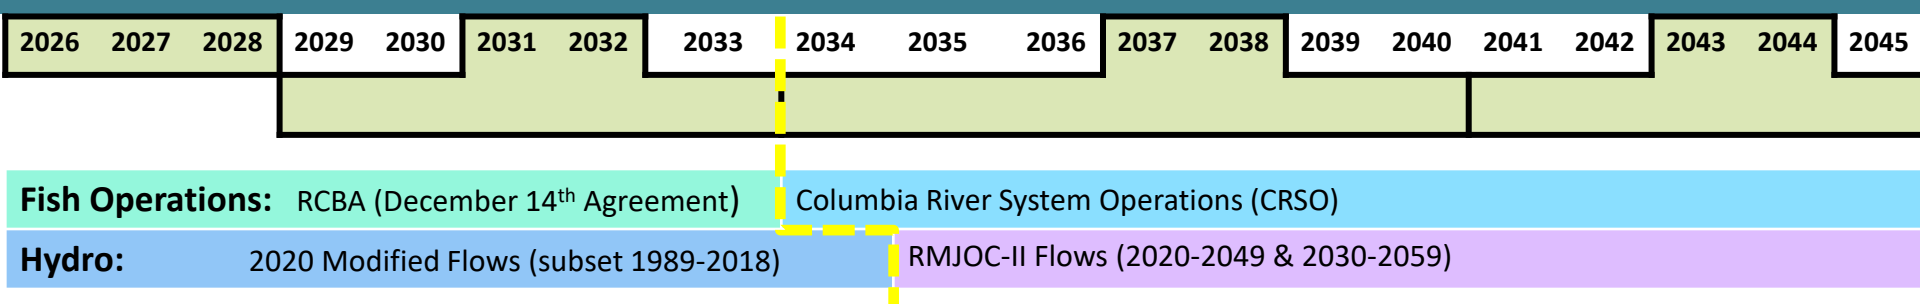 2026 2027 2028 2029 2030 2031 2032 2033 2034 2035 2036 2037 2038 2039 2040 2041 2042 2043 2044 2045
Fish Operations: RCBA (December 14th Agreement) Columbia River System Operations (CRSO)
Hydro: 2020 Modified Flows (subset 1989-2018) RMJOC-II Flows (2020-2049 & 2030-2059)